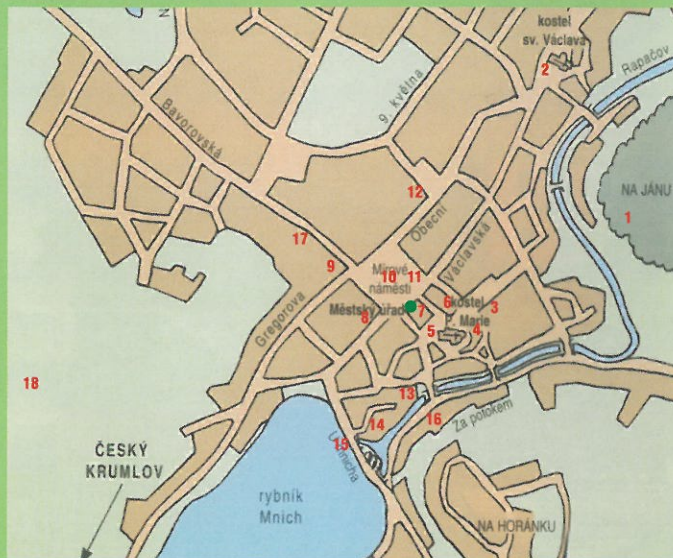 N
kostel
sv. Václava
2
Rapačov
9. května
Bavorovská
NA JÁNU
1
12
Obecní
17
Václavská
9
Mírové
náměstí
10
11
6
kostel
P. Marie
3
Městský úřad
7
8
5
4
Gregorova
18
13
14
16
Za potokem
15
U Mnicha
ČESKÝ
KRUMLOV
rybník
Mnich
NA HORÁNKU